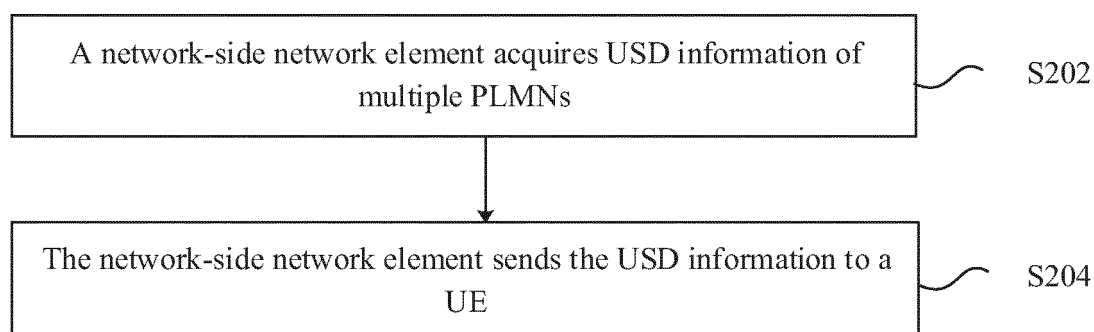 A network-side network element acquires USD information of
multiple PLMNs
S202
The network-side network element sends the USD information to a
UE
S204